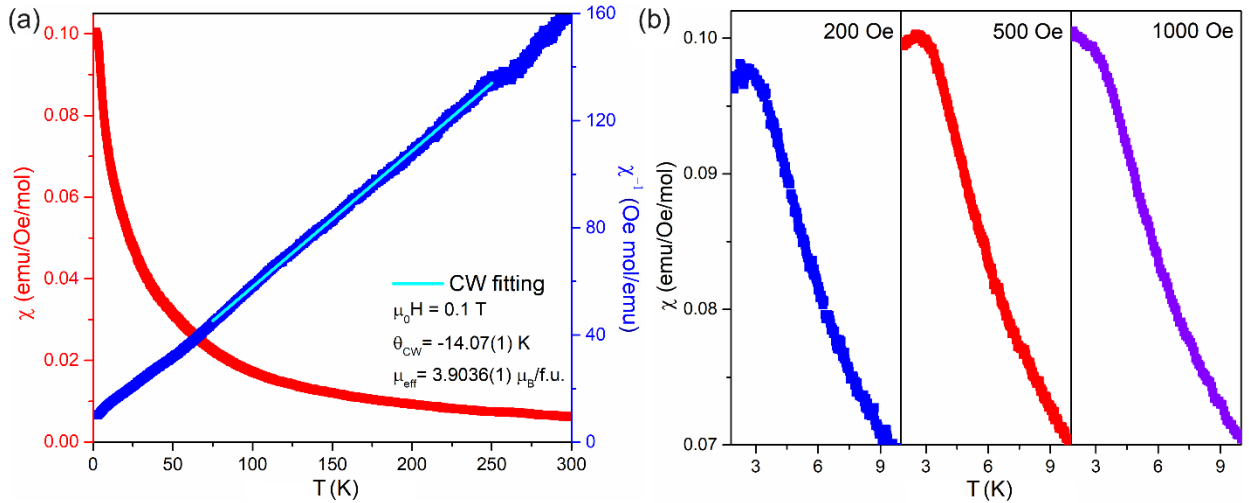 (a)
0.10
0.08
0.06
0.04
0.02
0.00
χ (emu/Oe/mol)
0
50
100
150
200
250
300
T (K)
160
120
80
40
0
χ⁻¹ (Oe mol/emu)
CW fitting
μ₀H = 0.1 T
θCW= -14.07(1) K
μeff= 3.9036(1) μB/f.u.
(b)
200 Oe
500 Oe
1000 Oe
0.10
0.09
0.08
0.07
χ (emu/Oe/mol)
3
6
9
3
6
9
3
6
9
T (K)